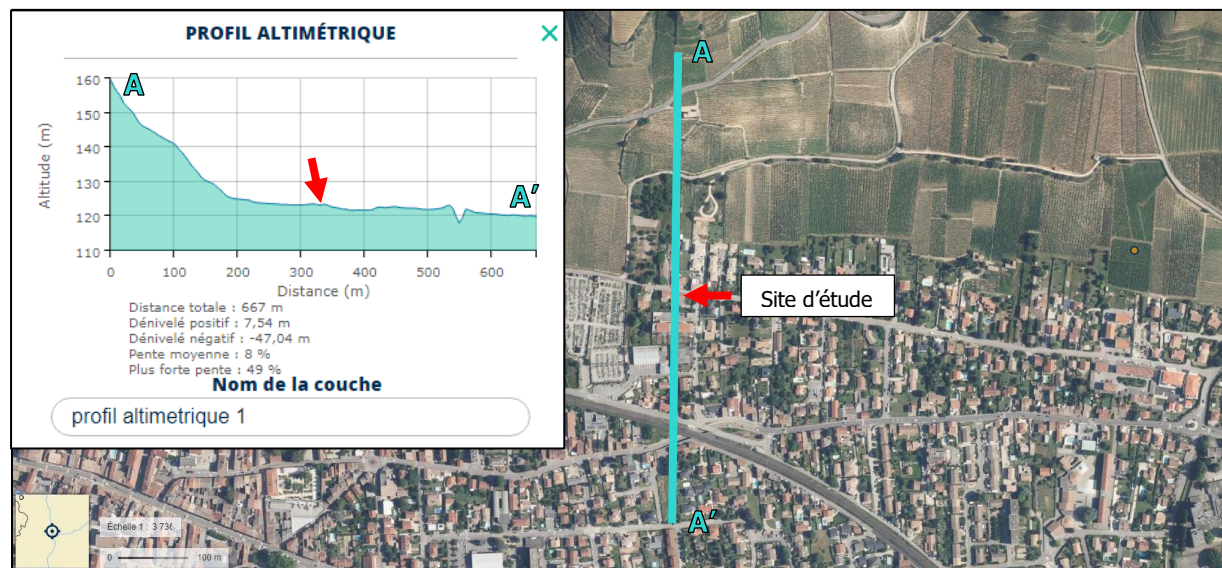 PROFIL ALTIMÉTRIQUE
A
160
150
140
130
120
110
Altitude (m)
A'
0 100 200 300 400 500 600
Distance (m)
Distance totale : 667 m
Dénivelé positif : 7,54 m
Dénivelé négatif : -47,04 m
Pente moyenne : 8 %
Plus forte pente : 49 %
Nom de la couche
profil altimetrique 1
A
Site d'étude
A'
Échelle 1 : 3 736
0 100 m